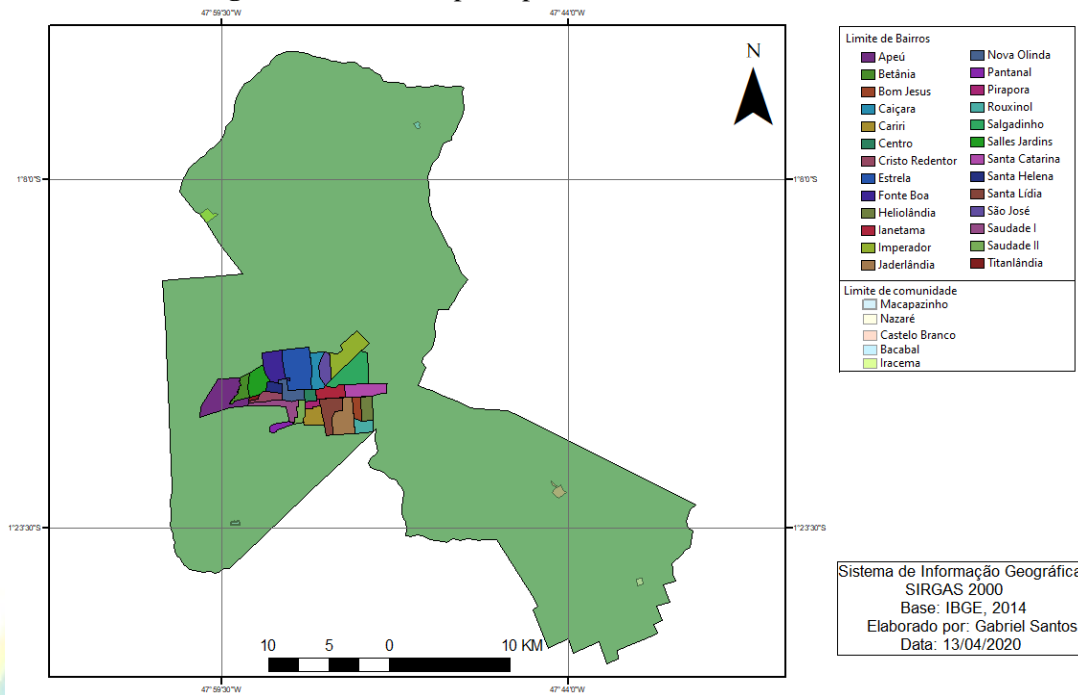 47°59'30"W
47°44'0"W
N
1°8'0"S
1°8'0"S
1°23'30"S
1°23'30"S
10 5 0 10 KM
47°59'30"W
47°44'0"W
Limite de Bairros
Apeú
Betânia
Bom Jesus
Caiçara
Cariri
Centro
Cristo Redentor
Estrela
Fonte Boa
Heliolândia
Ianetama
Imperador
Jaderlândia
Nova Olinda
Pantanal
Pirapora
Rouxinol
Salgadinho
Salles Jardins
Santa Catarina
Santa Helena
Santa Lídia
São José
Saudade I
Saudade II
Titanlândia
Limite de comunidade
Macapazinho
Nazaré
Castelo Branco
Bacabal
Iracema
Sistema de Informação Geográfica
SIRGAS 2000
Base: IBGE, 2014
Elaborado por: Gabriel Santos
Data: 13/04/2020